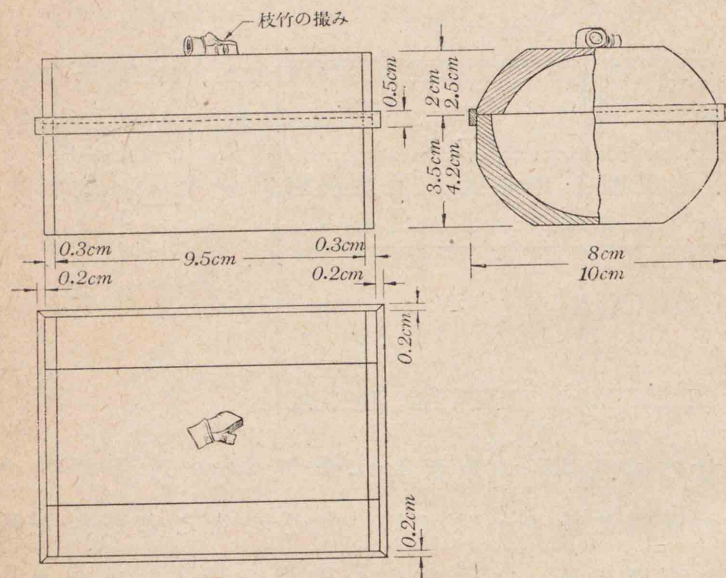 枝竹の撮み
0.5cm
2cm
2.5cm
3.5cm
4.2cm
0.3cm
9.5cm
0.3cm
0.2cm
0.2cm
8cm
10cm
0.2cm
0.2cm